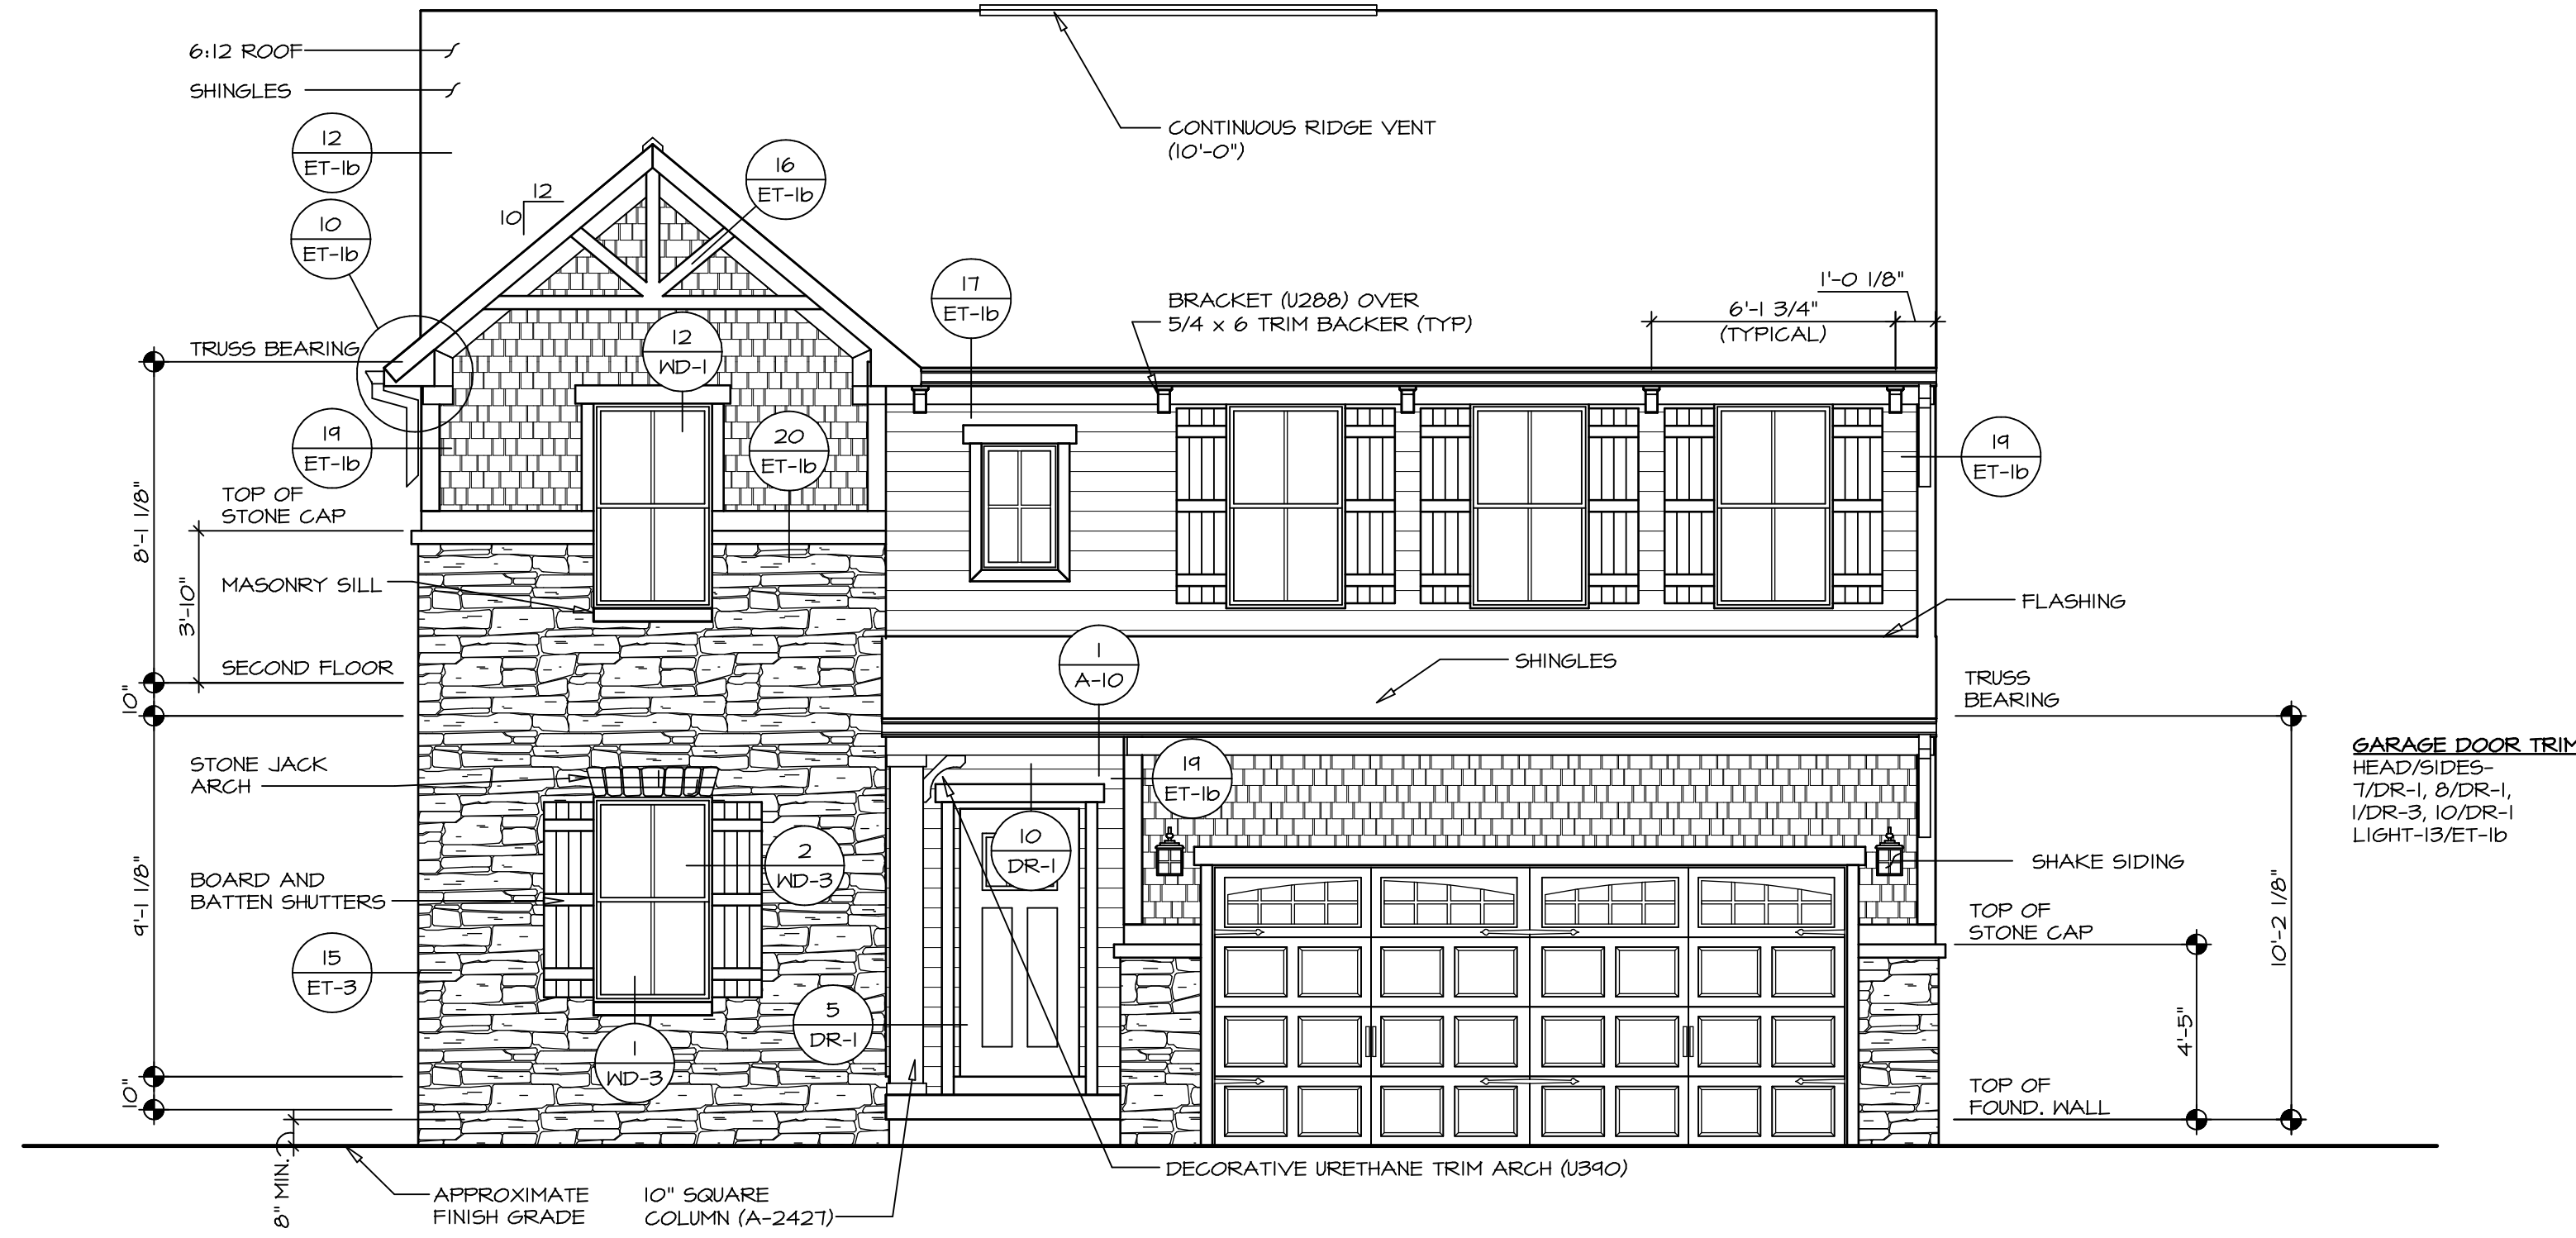 6:12 ROOF
SHINGLES
12
ET-1b
10
ET-1b
12
10
16
ET-1b
CONTINUOUS RIDGE VENT
(10'-0")
17
ET-1b
BRACKET (U288) OVER
5/4 x 6 TRIM BACKER (TYP)
1'-0 1/8"
6'-1 3/4"
(TYPICAL)
TRUSS BEARING
12
WD-1
19
ET-1b
20
ET-1b
19
ET-1b
TOP OF
STONE CAP
8'-1 1/8"
MASONRY SILL
3'-10"
FLASHING
SECOND FLOOR
1
A-10
SHINGLES
10"
TRUSS
BEARING
STONE JACK
ARCH
19
ET-1b
GARAGE DOOR TRIM
HEAD/SIDES-
7/DR-1, 8/DR-1,
1/DR-3, 10/DR-1
LIGHT-13/ET-1b
10
DR-1
2
WD-3
SHAKE SIDING
BOARD AND
BATTEN SHUTTERS
9'-1 1/8"
10'-2 1/8"
TOP OF
STONE CAP
15
ET-3
5
DR-1
4'-5"
1
WD-3
10"
TOP OF
FOUND. WALL
8" MIN.
APPROXIMATE
FINISH GRADE
10" SQUARE
COLUMN (A-2427)
DECORATIVE URETHANE TRIM ARCH (U390)